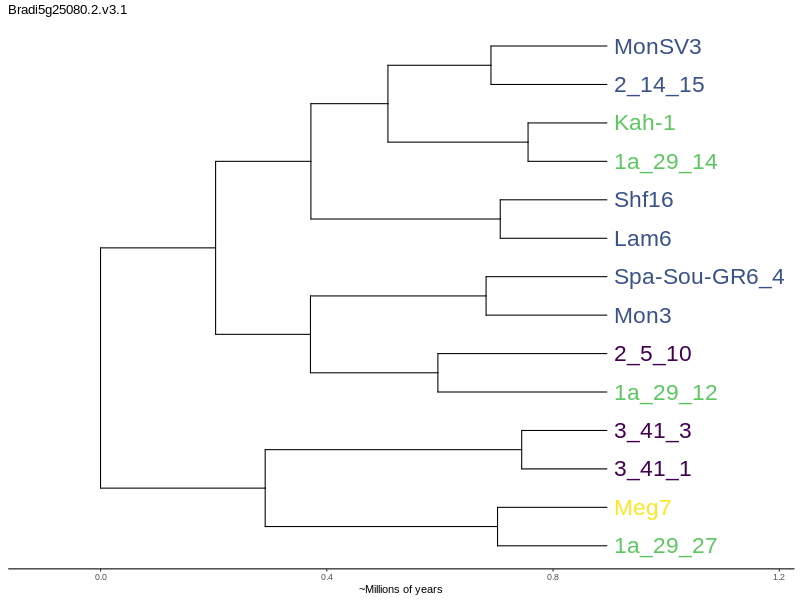 Bradi5g25080.2.v3.1
MonSV3
2_14_15
Kah-1
1a_29_14
Shf16
Lam6
Spa-Sou-GR6_4
Mon3
2_5_10
1a_29_12
3_41_3
3_41_1
Meg7
1a_29_27
0.0 0.4 0.8 1.2
~Millions of years